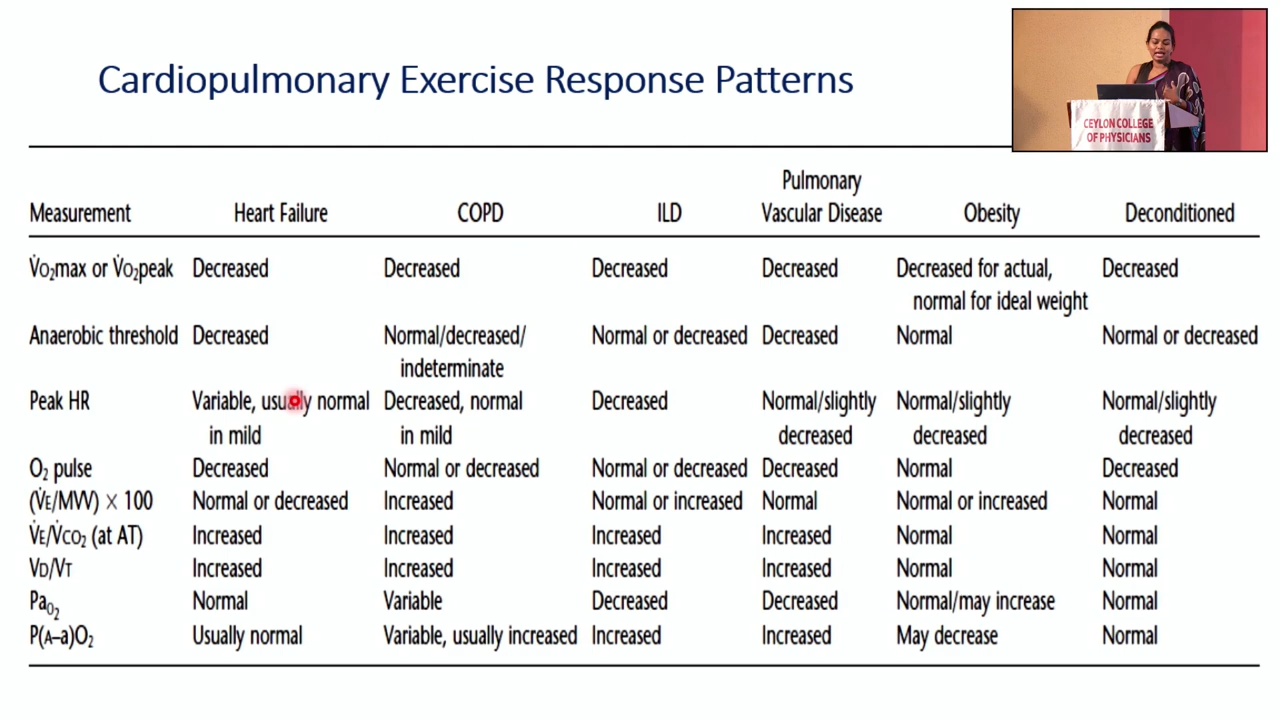 Cardiopulmonary Exercise Response Patterns
CEYLON COLLEGE
OF PHYSICIANS
Pulmonary
Measurement Heart Failure COPD ILD Vascular Disease Obesity Deconditioned
V̇O₂max or V̇O₂peak Decreased Decreased Decreased Decreased Decreased for actual, Decreased
normal for ideal weight
Anaerobic threshold Decreased Normal/decreased/ Normal or decreased Decreased Normal Normal or decreased
indeterminate
Peak HR Variable, usually normal Decreased, normal Decreased Normal/slightly Normal/slightly Normal/slightly
in mild in mild decreased decreased decreased
O₂ pulse Decreased Normal or decreased Normal or decreased Decreased Normal Decreased
(V̇E/MVV) × 100 Normal or decreased Increased Normal or increased Normal Normal or increased Normal
V̇E/V̇CO₂ (at AT) Increased Increased Increased Increased Normal Normal
VD/VT Increased Increased Increased Increased Normal Normal
PaO₂ Normal Variable Decreased Decreased Normal/may increase Normal
P(A–a)O₂ Usually normal Variable, usually increased Increased Increased May decrease Normal